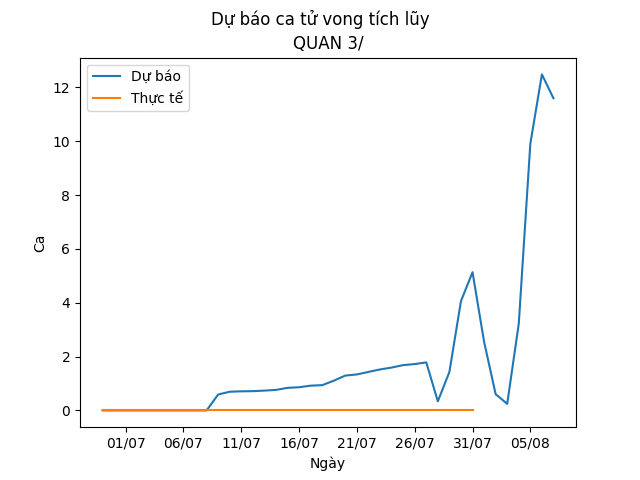 Dự báo ca tử vong tích lũy
QUAN 3/
Dự báo
Thực tế
12
10
8
6
4
2
0
Ca
01/07 06/07 11/07 16/07 21/07 26/07 31/07 05/08
Ngày